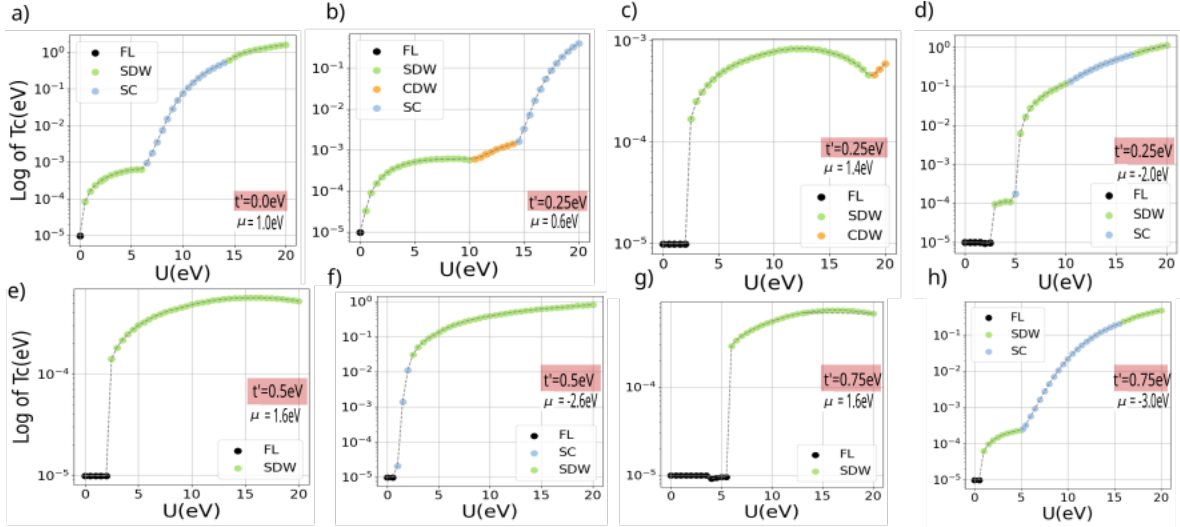 a)
Log of Tc(eV)
10⁰
10⁻¹
10⁻²
10⁻³
10⁻⁴
10⁻⁵
FL
SDW
SC
t'=0.0eV
μ = 1.0eV
0 5 10 15 20
U(eV)
b)
10⁻¹
10⁻²
10⁻³
10⁻⁴
10⁻⁵
FL
SDW
CDW
SC
t'=0.25eV
μ = 0.6eV
0 5 10 15 20
U(eV)
c)
10⁻³
10⁻⁴
10⁻⁵
t'=0.25eV
μ = 1.4eV
FL
SDW
CDW
0 5 10 15 20
U(eV)
d)
10⁰
10⁻¹
10⁻²
10⁻³
10⁻⁴
10⁻⁵
t'=0.25eV
μ = -2.0eV
FL
SDW
SC
0 5 10 15 20
U(eV)
e)
Log of Tc(eV)
10⁻⁴
10⁻⁵
t'=0.5eV
μ = 1.6eV
FL
SDW
0 5 10 15 20
U(eV)
f)
10⁰
10⁻¹
10⁻²
10⁻³
10⁻⁴
10⁻⁵
t'=0.5eV
μ = -2.6eV
FL
SC
SDW
0 5 10 15 20
U(eV)
g)
10⁻⁴
10⁻⁵
t'=0.75eV
μ = 1.6eV
FL
SDW
0 5 10 15 20
U(eV)
h)
10⁻¹
10⁻²
10⁻³
10⁻⁴
10⁻⁵
FL
SDW
SC
t'=0.75eV
μ = -3.0eV
0 5 10 15 20
U(eV)